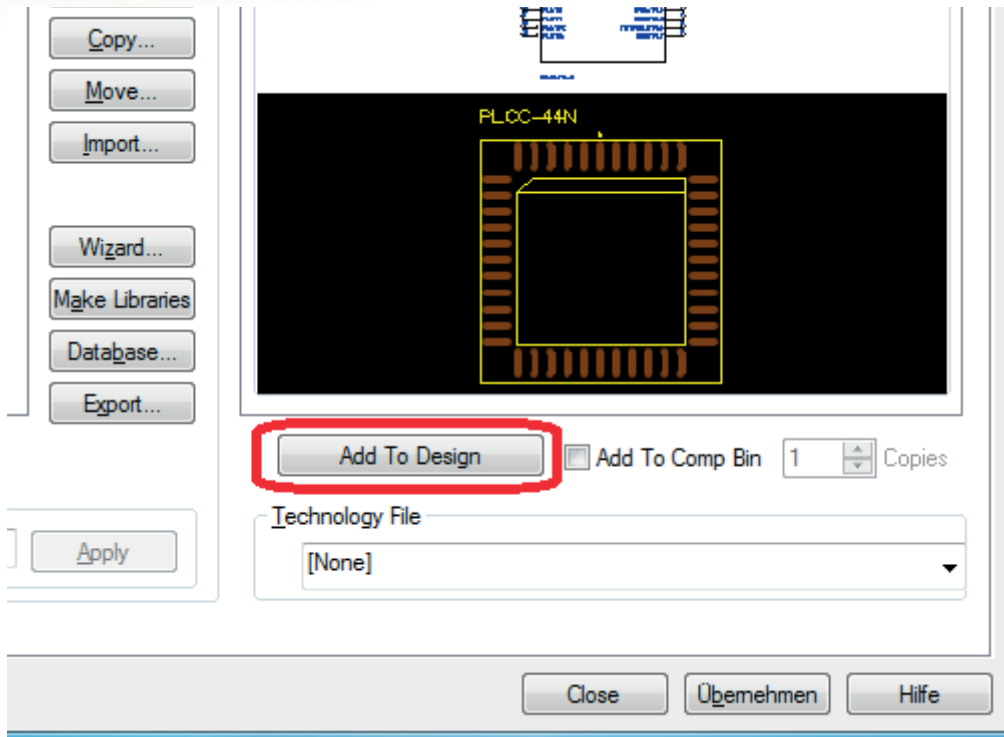 Copy...
Move...
Import...
PLCC-44N
Wizard...
Make Libraries
Database...
Export...
Add To Design
Add To Comp Bin
1
Copies
Technology File
Apply
[None]
Close
Übernehmen
Hilfe